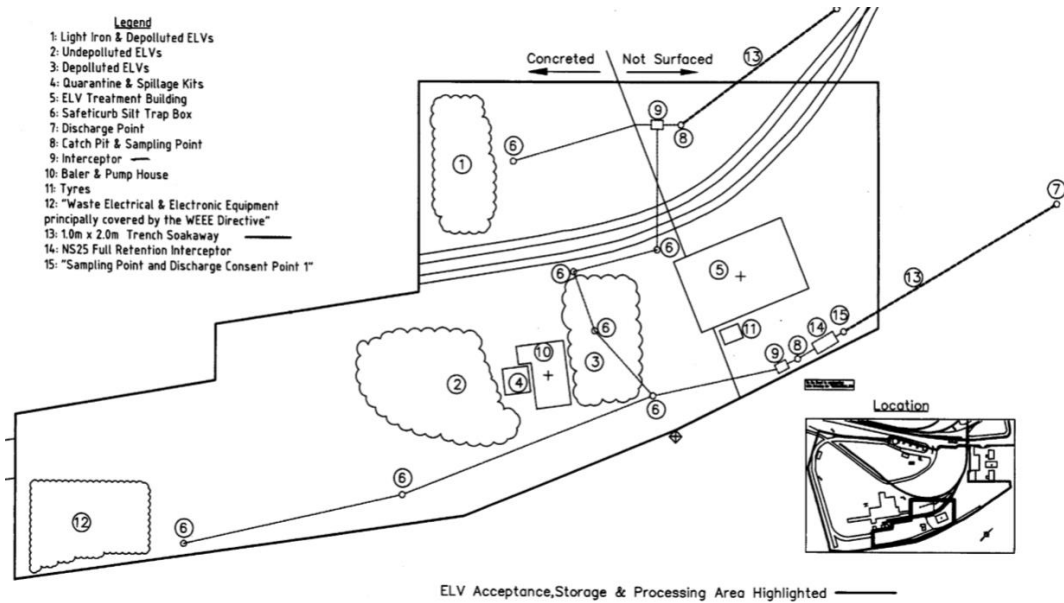 Legend
1: Light Iron & Depolluted ELVs
2: Undepolluted ELVs
3: Depolluted ELVs
4: Quarantine & Spillage Kits
5: ELV Treatment Building
6: Safeticurb Silt Trap Box
7: Discharge Point
8: Catch Pit & Sampling Point
9: Interceptor
10: Baler & Pump House
11: Tyres
12: "Waste Electrical & Electronic Equipment
principally covered by the WEEE Directive"
13: 1.0m x 2.0m Trench Soakaway
14: NS25 Full Retention Interceptor
15: "Sampling Point and Discharge Consent Point 1"
13
Concreted Not Surfaced
9
8
1
6
7
6
5
6
13
6
11
14
15
10
3
9
8
2
4
6
Location
6
12
6
ELV Acceptance,Storage & Processing Area Highlighted